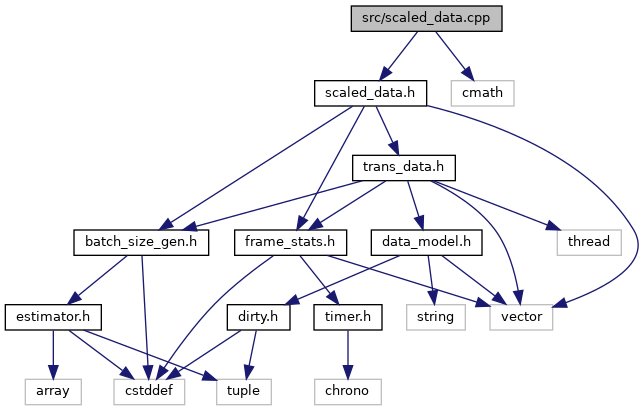 src/scaled_data.cpp
scaled_data.h
cmath
trans_data.h
batch_size_gen.h
frame_stats.h
data_model.h
thread
estimator.h
dirty.h
timer.h
string
vector
array
cstddef
tuple
chrono